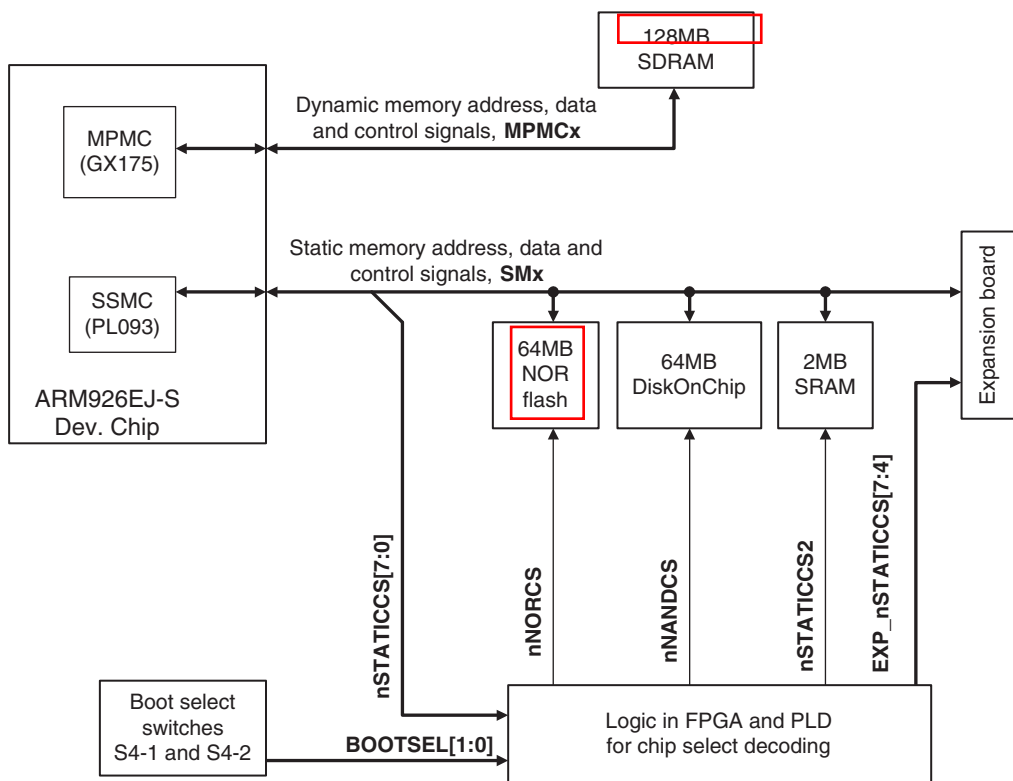 128MB
SDRAM
Dynamic memory address, data
and control signals, MPMCx
MPMC
(GX175)
Static memory address, data and
control signals, SMx
SSMC
(PL093)
ARM926EJ-S
Dev. Chip
64MB
NOR
flash
64MB
DiskOnChip
2MB
SRAM
Expansion board
nSTATICCS[7:0]
nNORCS
nNANDCS
nSTATICCS2
EXP_nSTATICCS[7:4]
Boot select
switches
S4-1 and S4-2
BOOTSEL[1:0]
Logic in FPGA and PLD
for chip select decoding